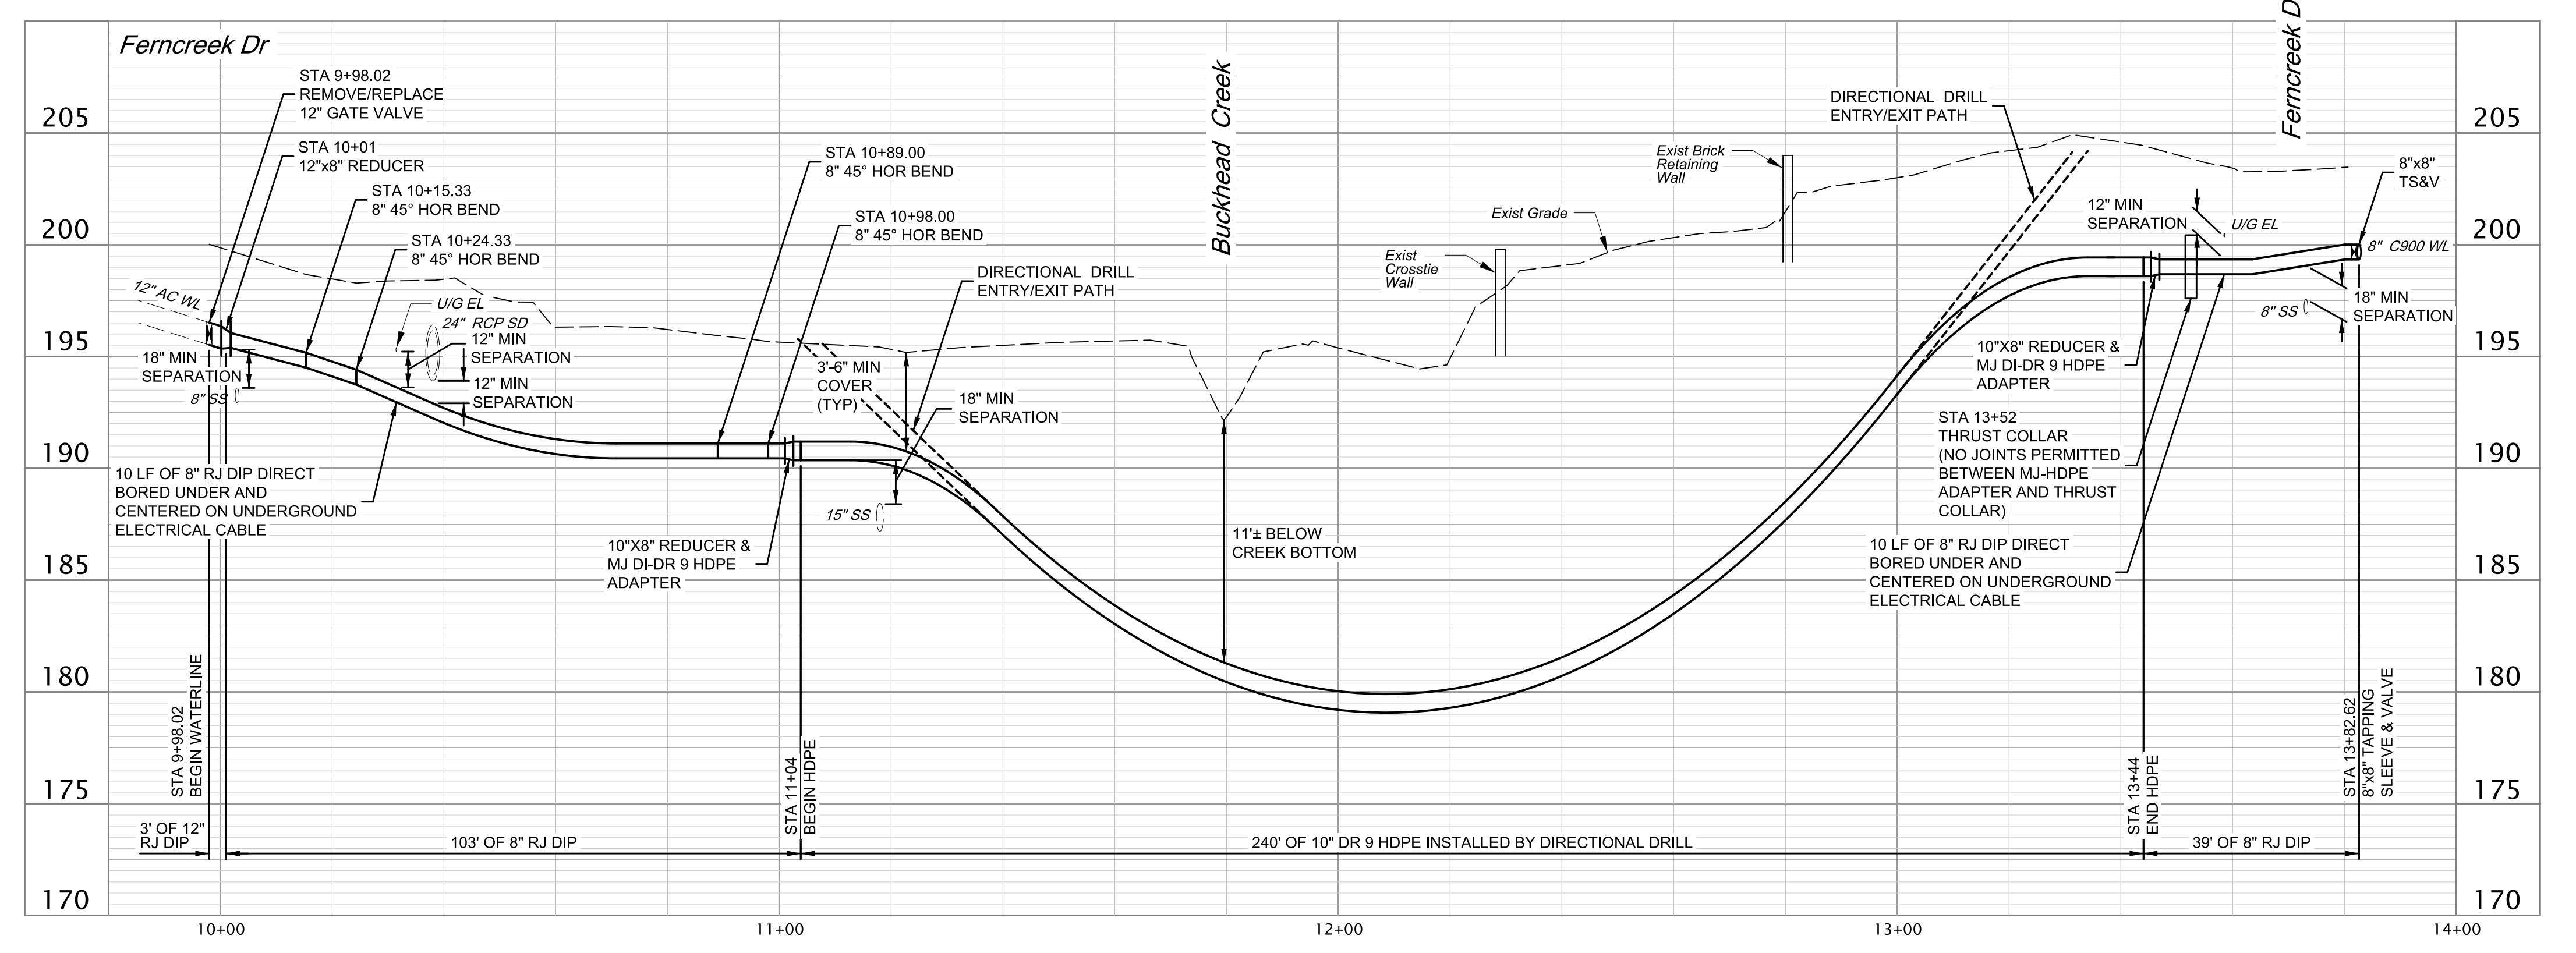 Ferncreek Dr
STA 9+98.02
REMOVE/REPLACE
12" GATE VALVE
STA 10+01
12"x8" REDUCER
STA 10+15.33
8" 45° HOR BEND
STA 10+24.33
8" 45° HOR BEND
12" AC WL
U/G EL
24" RCP SD
12" MIN
SEPARATION
12" MIN
SEPARATION
18" MIN
SEPARATION
8" SS
10 LF OF 8" RJ DIP DIRECT
BORED UNDER AND
CENTERED ON UNDERGROUND
ELECTRICAL CABLE
STA 10+89.00
8" 45° HOR BEND
STA 10+98.00
8" 45° HOR BEND
DIRECTIONAL DRILL
ENTRY/EXIT PATH
3'-6" MIN
COVER
(TYP)
18" MIN
SEPARATION
15" SS
10"X8" REDUCER &
MJ DI-DR 9 HDPE
ADAPTER
Buckhead Creek
11'± BELOW
CREEK BOTTOM
Exist
Crosstie
Wall
Exist Grade
Exist Brick
Retaining
Wall
DIRECTIONAL DRILL
ENTRY/EXIT PATH
Ferncreek D
8"x8"
TS&V
12" MIN
SEPARATION
U/G EL
8" C900 WL
8" SS
18" MIN
SEPARATION
10"X8" REDUCER &
MJ DI-DR 9 HDPE
ADAPTER
STA 13+52
THRUST COLLAR
(NO JOINTS PERMITTED
BETWEEN MJ-HDPE
ADAPTER AND THRUST
COLLAR)
10 LF OF 8" RJ DIP DIRECT
BORED UNDER AND
CENTERED ON UNDERGROUND
ELECTRICAL CABLE
STA 9+98.02
BEGIN WATERLINE
STA 11+04
BEGIN HDPE
STA 13+44
END HDPE
STA 13+82.62
8"x8" TAPPING
SLEEVE & VALVE
3' OF 12"
RJ DIP
103' OF 8" RJ DIP
240' OF 10" DR 9 HDPE INSTALLED BY DIRECTIONAL DRILL
39' OF 8" RJ DIP
205
200
195
190
185
180
175
170
205
200
195
190
185
180
175
170
10+00
11+00
12+00
13+00
14+00